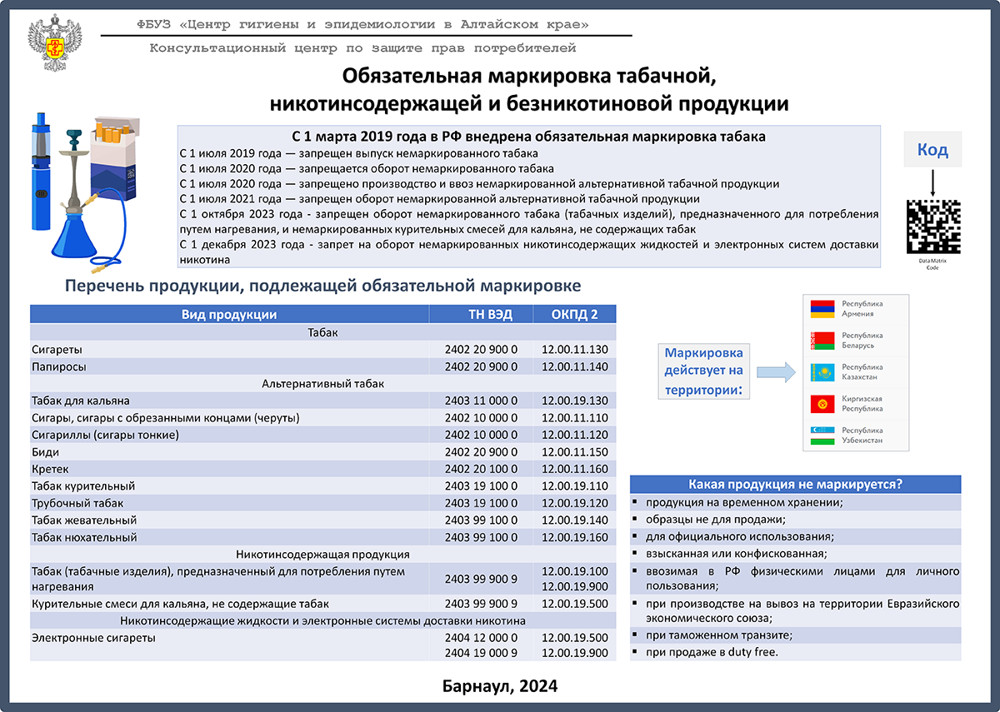 ФБУЗ «Центр гигиены и эпидемиологии в Алтайском крае»
Консультационный центр по защите прав потребителей
Обязательная маркировка табачной,
никотинсодержащей и безникотиновой продукции
С 1 марта 2019 года в РФ внедрена обязательная маркировка табака
С 1 июля 2019 года — запрещен выпуск немаркированного табака
С 1 июля 2020 года — запрещается оборот немаркированного табака
С 1 июля 2020 года — запрещено производство и ввоз немаркированной альтернативной табачной продукции
С 1 июля 2021 года — запрещен оборот немаркированной альтернативной табачной продукции
С 1 октября 2023 года - запрещен оборот немаркированного табака (табачных изделий), предназначенного для потребления
путем нагревания, и немаркированных курительных смесей для кальяна, не содержащих табак
С 1 декабря 2023 года - запрет на оборот немаркированных никотинсодержащих жидкостей и электронных систем доставки
никотина
Код
Data Matrix
Code
Перечень продукции, подлежащей обязательной маркировке
Вид продукции ТН ВЭД ОКПД 2
Табак
Сигареты 2402 20 900 0 12.00.11.130
Папиросы 2402 20 900 0 12.00.11.140
Альтернативный табак
Табак для кальяна 2403 11 000 0 12.00.19.130
Сигары, сигары с обрезанными концами (черуты) 2402 10 000 0 12.00.11.110
Сигариллы (сигары тонкие) 2402 10 000 0 12.00.11.120
Биди 2402 20 900 0 12.00.11.150
Кретек 2402 20 100 0 12.00.11.160
Табак курительный 2403 19 100 0 12.00.19.110
Трубочный табак 2403 19 100 0 12.00.19.120
Табак жевательный 2403 99 100 0 12.00.19.140
Табак нюхательный 2403 99 100 0 12.00.19.160
Никотинсодержащая продукция
Табак (табачные изделия), предназначенный для потребления путем
нагревания 2403 99 900 9 12.00.19.100
12.00.19.900
Курительные смеси для кальяна, не содержащие табак 2403 99 900 9 12.00.19.500
Никотинсодержащие жидкости и электронные системы доставки никотина
Электронные сигареты 2404 12 000 0 12.00.19.500
2404 19 000 9 12.00.19.900
Маркировка
действует на
территории:
Республика
Армения
Республика
Беларусь
Республика
Казахстан
Киргизская
Республика
Республика
Узбекистан
Какая продукция не маркируется?
▪ продукция на временном хранении;
▪ образцы не для продажи;
▪ для официального использования;
▪ взысканная или конфискованная;
▪ ввозимая в РФ физическими лицами для личного
пользования;
▪ при производстве на вывоз на территории Евразийского
экономического союза;
▪ при таможенном транзите;
▪ при продаже в duty free.
Барнаул, 2024